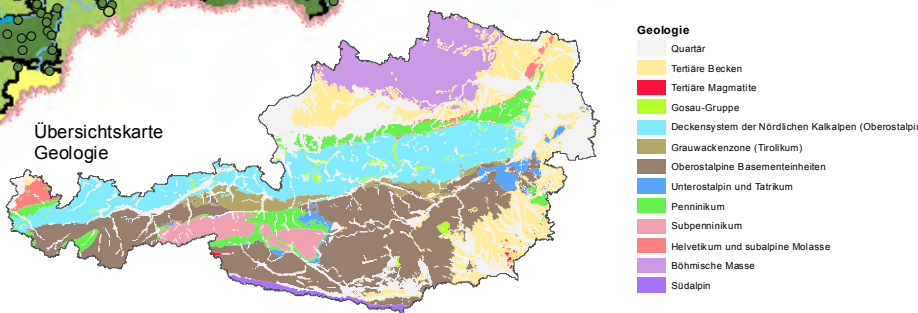 Übersichtskarte
Geologie
Geologie
Quartär
Tertiäre Becken
Tertiäre Magmatite
Gosau-Gruppe
Deckensystem der Nördlichen Kalkalpen (Oberostalpin
Grauwackenzone (Tirolikum)
Oberostalpine Basementeinheiten
Unterostalpin und Tatrikum
Penninikum
Subpenninikum
Helvetikum und subalpine Molasse
Böhmische Masse
Südalpin